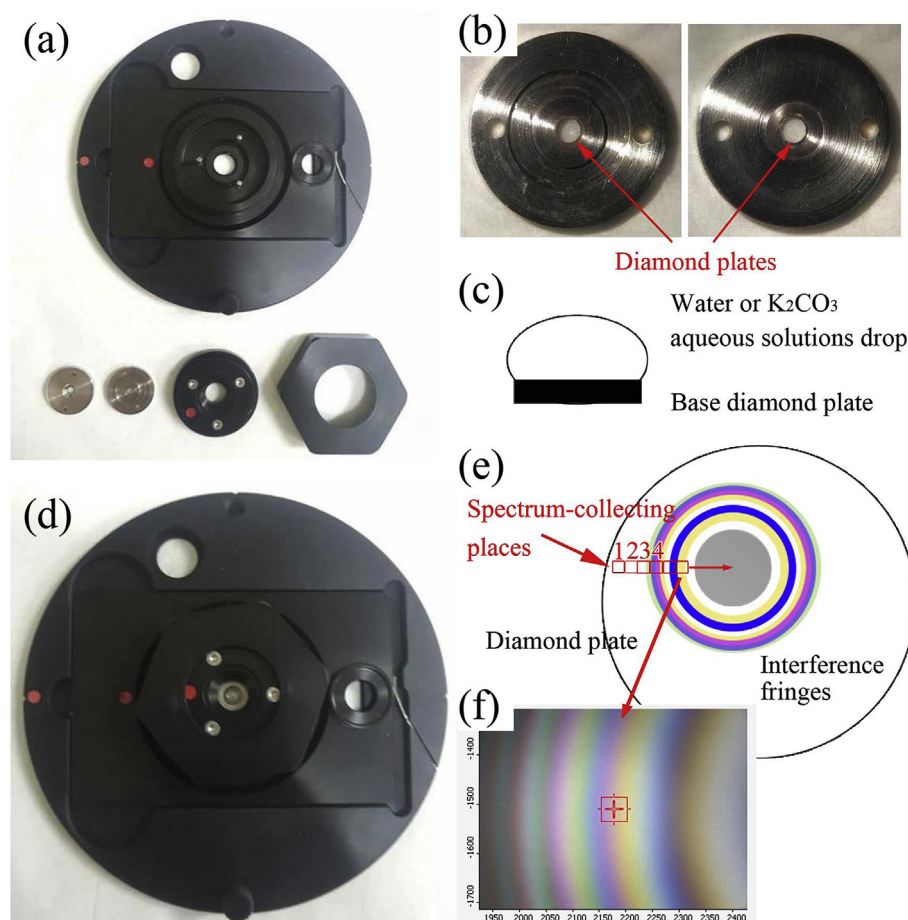 (a)
(b)
Diamond plates
(c)
Water or K₂CO₃
aqueous solutions drop
Base diamond plate
(d)
(e)
Spectrum-collecting
places
1234
Diamond plate
Interference
fringes
(f)
-1400
-1500
-1600
-1700
1950 2000 2050 2100 2150 2200 2250 2300 2350 2400